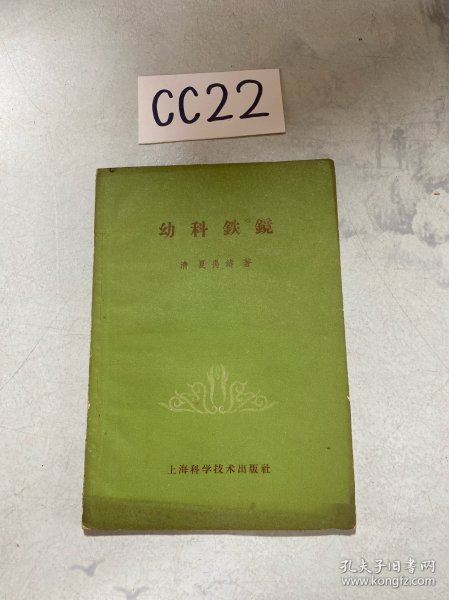 CC22
幼科鉄鏡
清 夏禹鑄 著
上海科学技术出版社
孔夫子旧书网
www.kongfz.com